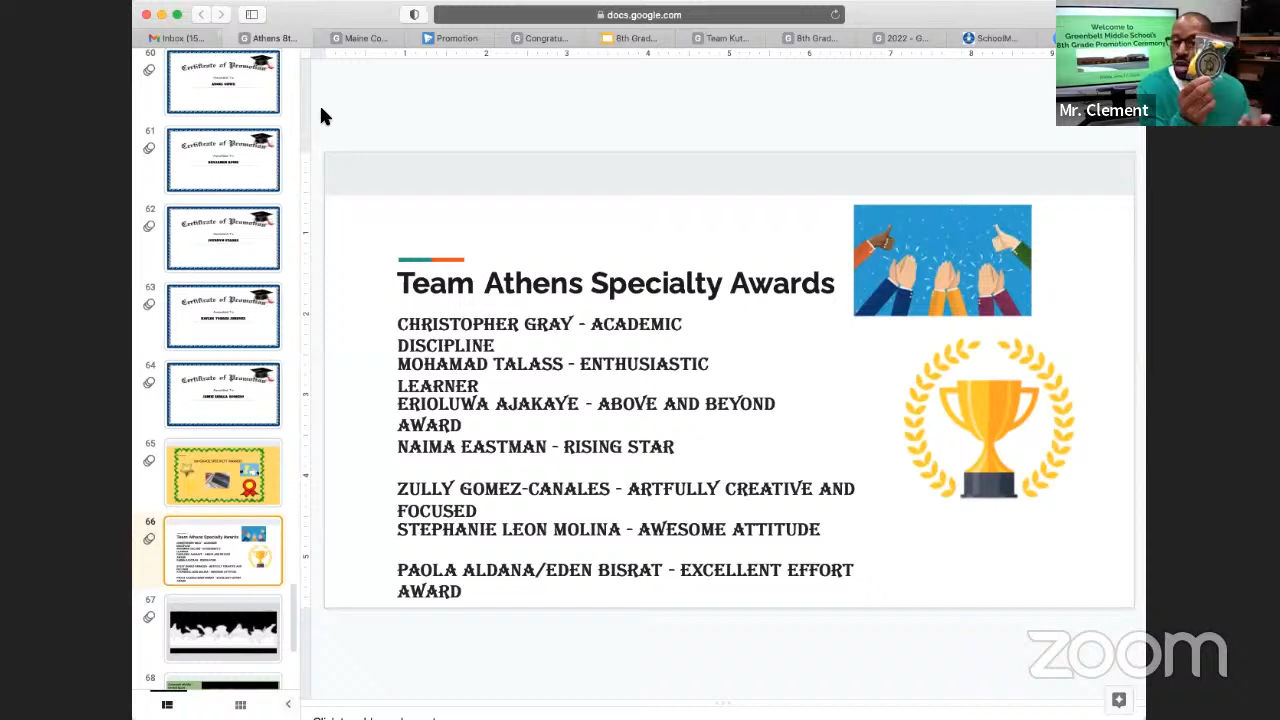 docs.google.com
Inbox (15...
Athens 8t...
Maine Co...
Promotion
Congratu...
8th Grad...
Team Kut...
8th Grad...
2022 - G...
SchoolM...
Welcome to
Greenbelt Middle School's
8th Grade Promotion Ceremony
Mr. Clement
60
Certificate of Promotion
61
Certificate of Promotion
62
Certificate of Promotion
63
Certificate of Promotion
64
Certificate of Promotion
65
66
Team Athens Specialty Awards
67
68
Team Athens Specialty Awards
CHRISTOPHER GRAY - ACADEMIC
DISCIPLINE
MOHAMAD TALASS - ENTHUSIASTIC
LEARNER
ERIOLUWA AJAKAYE - ABOVE AND BEYOND
AWARD
NAIMA EASTMAN - RISING STAR
ZULLY GOMEZ-CANALES - ARTFULLY CREATIVE AND
FOCUSED
STEPHANIE LEON MOLINA - AWESOME ATTITUDE
PAOLA LIZANA/EDEN BISRAT - EXCELLENT EFFORT
AWARD
zoom